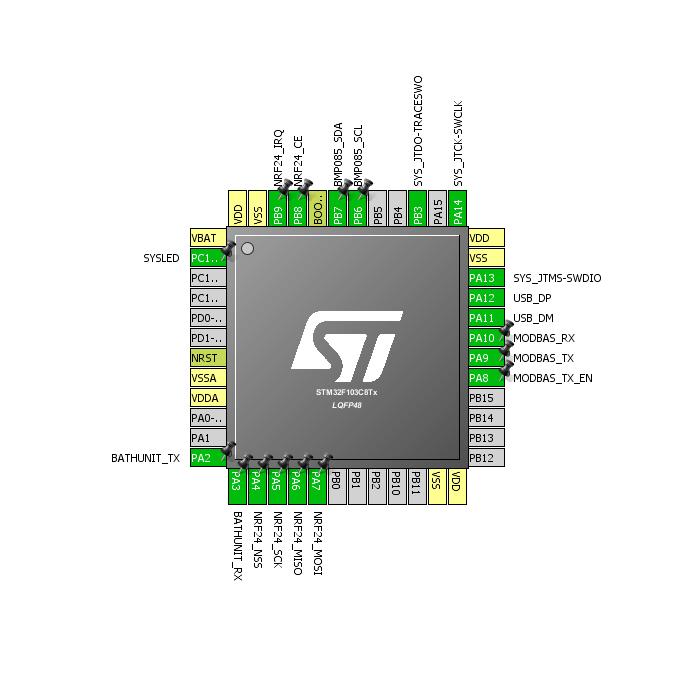 NRF24_IRQ
NRF24_CE
BMP085_SDA
BMP085_SCL
SYS_JTDO-TRACESWO
SYS_JTCK-SWCLK
VDD
VSS
PB9
PB8
BOO..
PB7
PB6
PB5
PB4
PB3
PA15
PA14
VBAT
SYSLED PC1..
PC1..
PC1..
PD0-..
PD1-..
NRST
VSSA
VDDA
PA0-..
PA1
BATHUNIT_TX PA2
ST
STM32F103C8Tx
LQFP48
VDD
VSS
PA13 SYS_JTMS-SWDIO
PA12 USB_DP
PA11 USB_DM
PA10 MODBAS_RX
PA9 MODBAS_TX
PA8 MODBAS_TX_EN
PB15
PB14
PB13
PB12
PA3
PA4
PA5
PA6
PA7
PB0
PB1
PB2
PB10
PB11
VSS
VDD
BATHUNIT_RX
NRF24_NSS
NRF24_SCK
NRF24_MISO
NRF24_MOSI